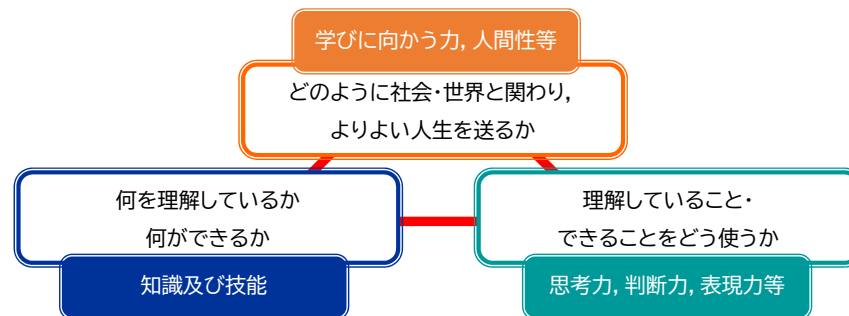 学びに向かう力,人間性等
どのように社会・世界と関わり,
よりよい人生を送るか
何を理解しているか
何ができるか
知識及び技能
理解していること・
できることをどう使うか
思考力,判断力,表現力等